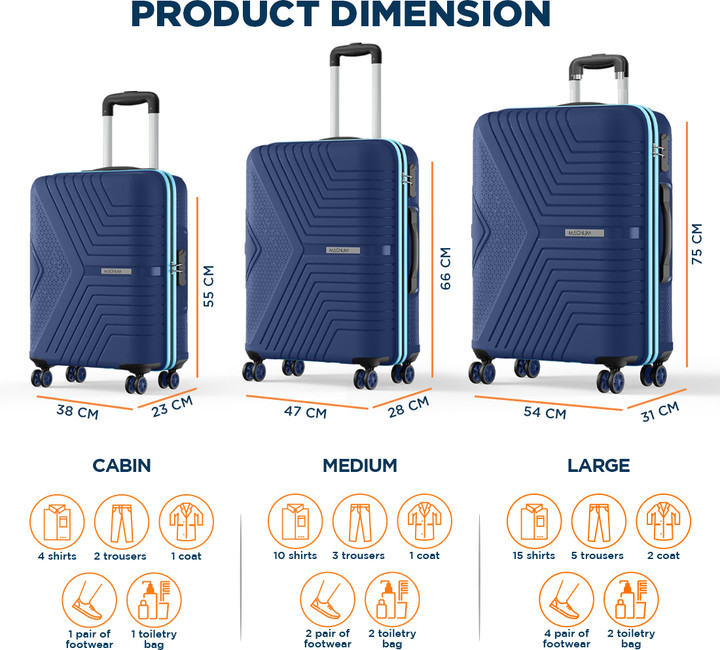 PRODUCT DIMENSION
MAGNUM
55 CM
38 CM
23 CM
MAGNUM
66 CM
47 CM
28 CM
MAGNUM
75 CM
54 CM
31 CM
CABIN
4 shirts
2 trousers
1 coat
1 pair of
footwear
1 toiletry
bag
MEDIUM
10 shirts
3 trousers
1 coat
2 pair of
footwear
2 toiletry
bag
LARGE
15 shirts
5 trousers
2 coat
4 pair of
footwear
2 toiletry
bag